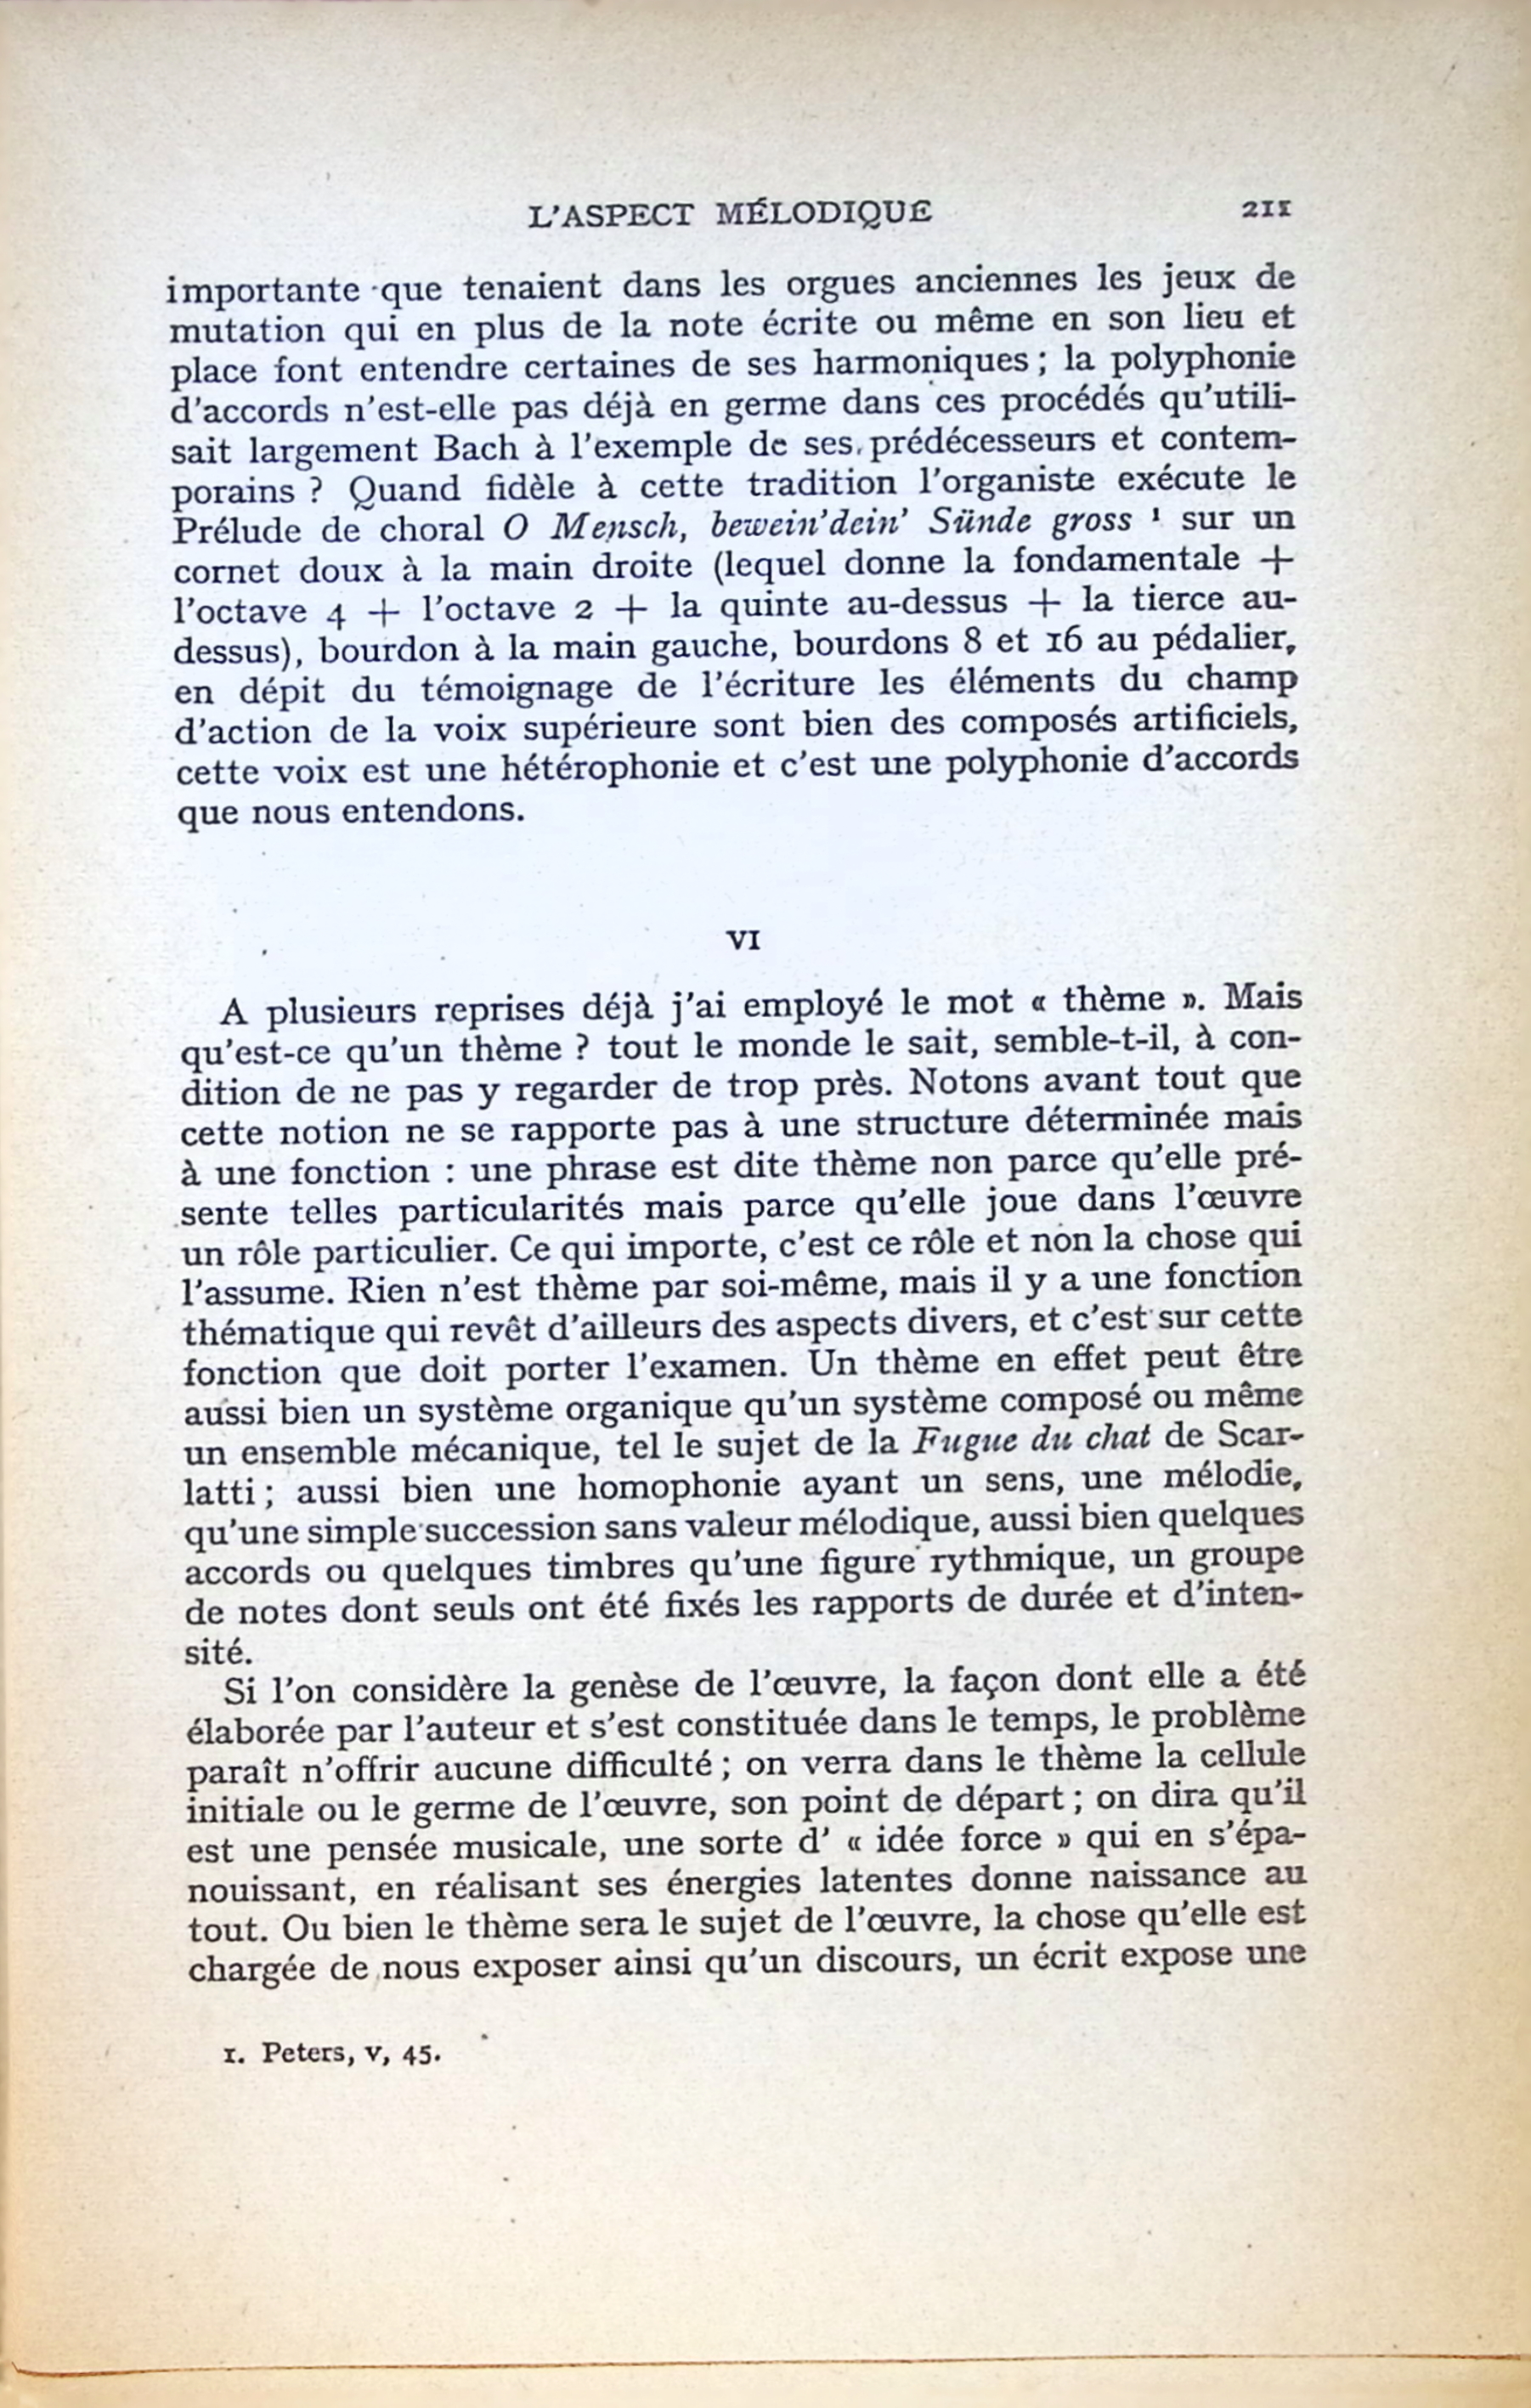 L'ASPECT MÉLODIQUE 211
importante que tenaient dans les orgues anciennes les jeux de
mutation qui en plus de la note écrite ou même en son lieu et
place font entendre certaines de ses harmoniques ; la polyphonie
d'accords n'est-elle pas déjà en germe dans ces procédés qu'utili-
sait largement Bach à l'exemple de ses prédécesseurs et contem-
porains ? Quand fidèle à cette tradition l'organiste exécute le
Prélude de choral O Mensch, bewein'dein' Sünde gross ¹ sur un
cornet doux à la main droite (lequel donne la fondamentale +
l'octave 4 + l'octave 2 + la quinte au-dessus + la tierce au-
dessus), bourdon à la main gauche, bourdons 8 et 16 au pédalier,
en dépit du témoignage de l'écriture les éléments du champ
d'action de la voix supérieure sont bien des composés artificiels,
cette voix est une hétérophonie et c'est une polyphonie d'accords
que nous entendons.
VI
A plusieurs reprises déjà j'ai employé le mot « thème ». Mais
qu'est-ce qu'un thème ? tout le monde le sait, semble-t-il, à con-
dition de ne pas y regarder de trop près. Notons avant tout que
cette notion ne se rapporte pas à une structure déterminée mais
à une fonction : une phrase est dite thème non parce qu'elle pré-
sente telles particularités mais parce qu'elle joue dans l'œuvre
un rôle particulier. Ce qui importe, c'est ce rôle et non la chose qui
l'assume. Rien n'est thème par soi-même, mais il y a une fonction
thématique qui revêt d'ailleurs des aspects divers, et c'est sur cette
fonction que doit porter l'examen. Un thème en effet peut être
aussi bien un système organique qu'un système composé ou même
un ensemble mécanique, tel le sujet de la Fugue du chat de Scar-
latti ; aussi bien une homophonie ayant un sens, une mélodie,
qu'une simple succession sans valeur mélodique, aussi bien quelques
accords ou quelques timbres qu'une figure rythmique, un groupe
de notes dont seuls ont été fixés les rapports de durée et d'inten-
sité.
Si l'on considère la genèse de l'œuvre, la façon dont elle a été
élaborée par l'auteur et s'est constituée dans le temps, le problème
paraît n'offrir aucune difficulté ; on verra dans le thème la cellule
initiale ou le germe de l'œuvre, son point de départ ; on dira qu'il
est une pensée musicale, une sorte d' « idée force » qui en s'épa-
nouissant, en réalisant ses énergies latentes donne naissance au
tout. Ou bien le thème sera le sujet de l'œuvre, la chose qu'elle est
chargée de nous exposer ainsi qu'un discours, un écrit expose une
1. Peters, V, 45.